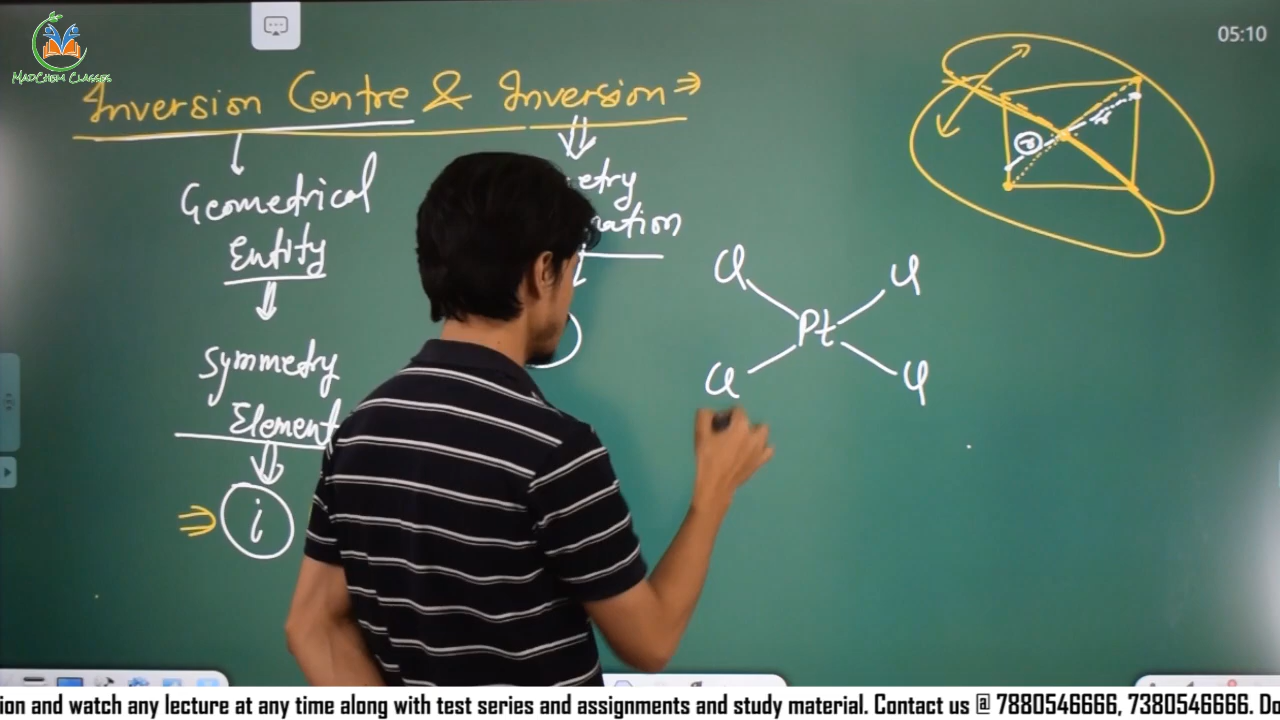 MADCHEM CLASSES
05:10
Inversion Centre & Inversion ⇒
Geometrical
Entity
Symmetry
Element
⇒ i
Cl Cl
Pt
Cl Cl
ion and watch any lecture at any time along with test series and assignments and study material. Contact us @ 7880546666, 7380546666. Do